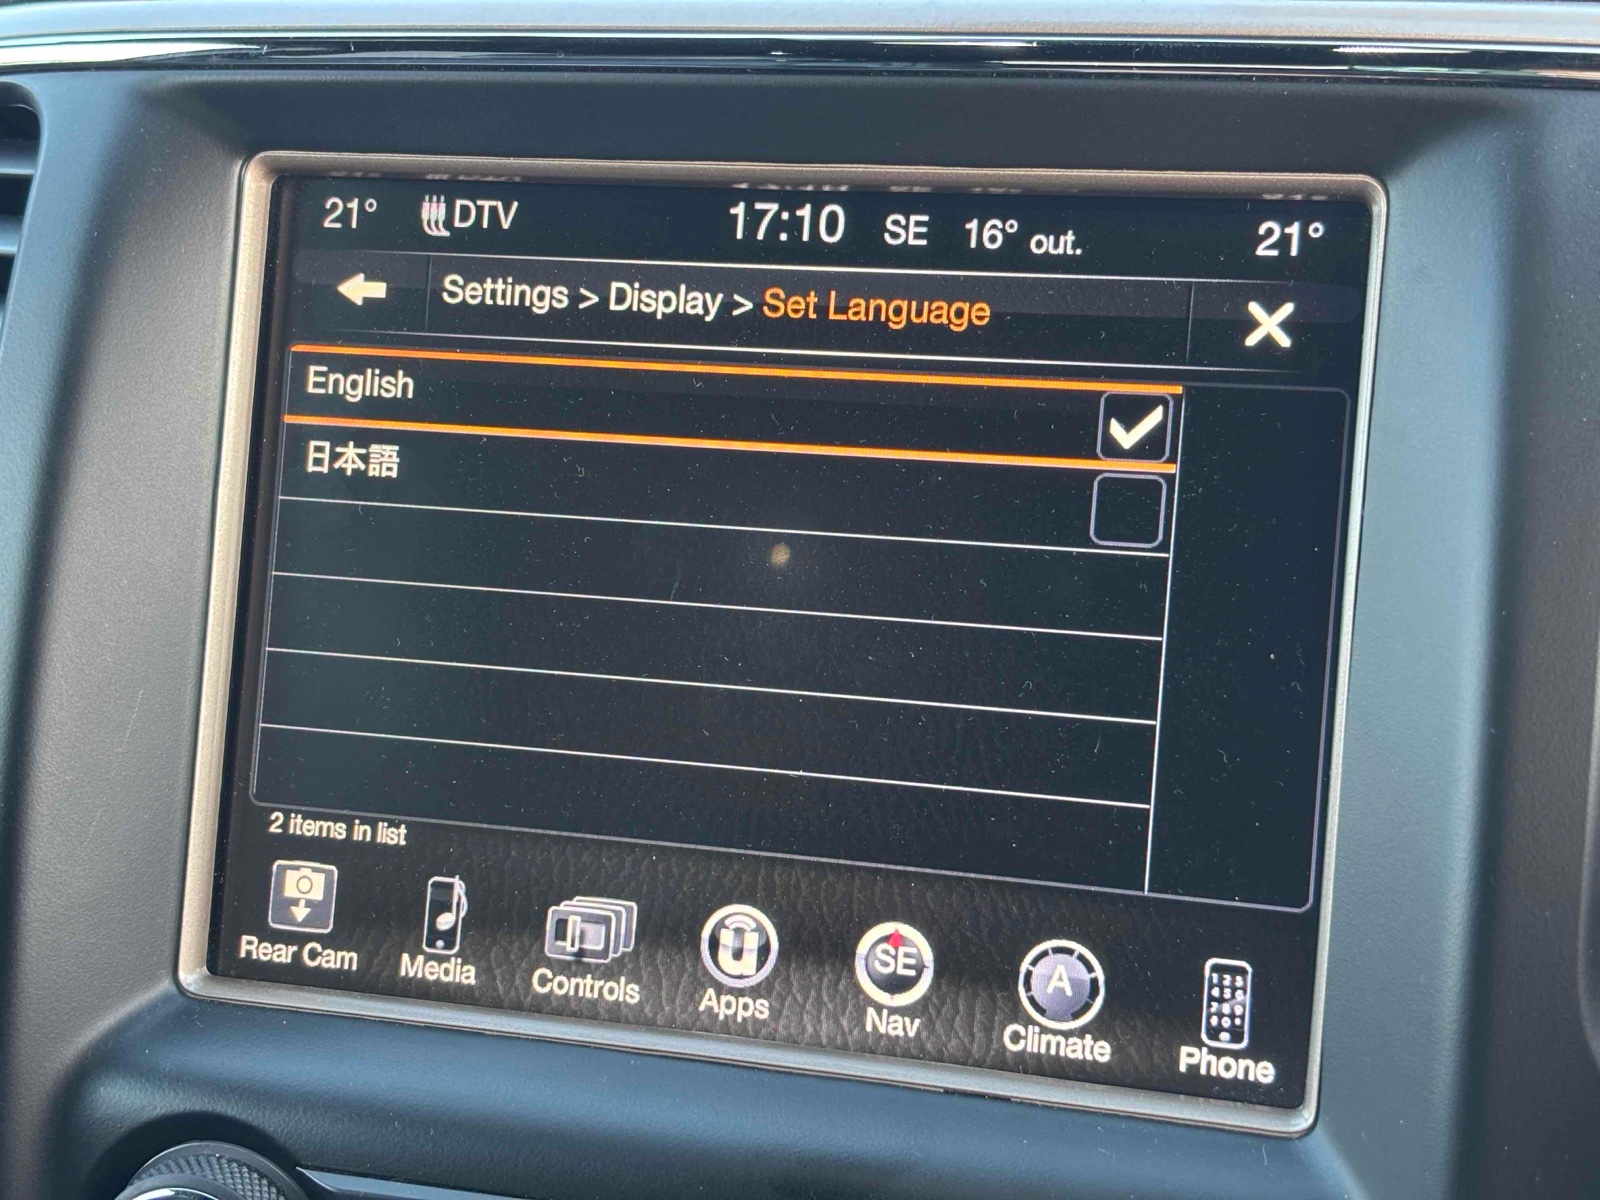 21° DTV 17:10 SE 16° out. 21°
Settings > Display > Set Language
English
日本語
2 items in list
Rear Cam
Media
Controls
Apps
SE
Nav
A
Climate
Phone